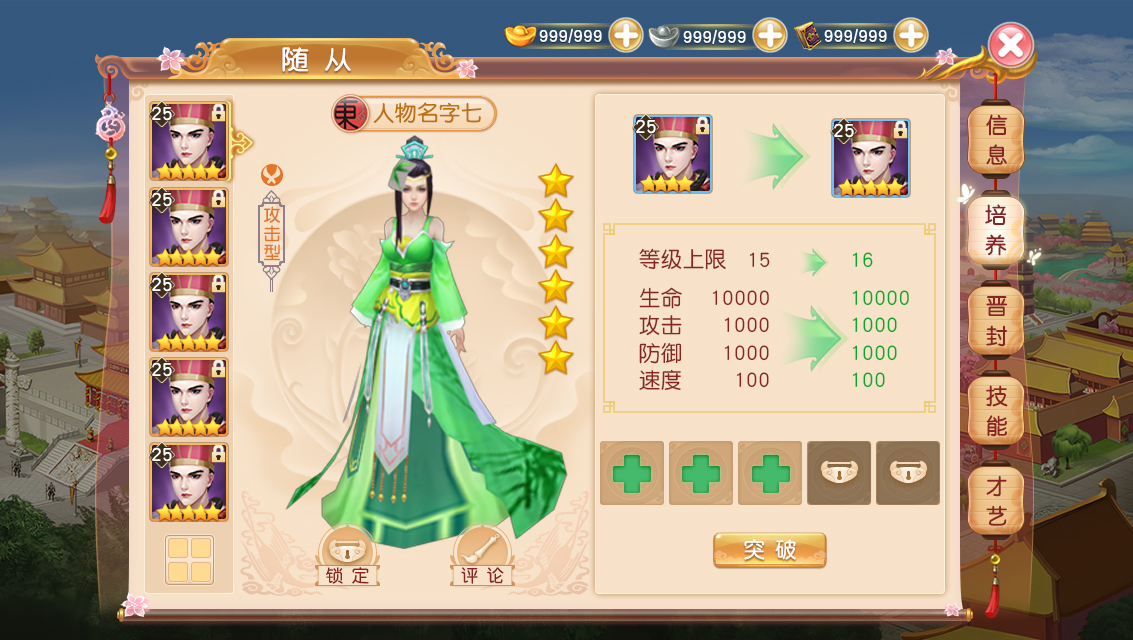 999/999
999/999
999/999
随从
25
25
25
25
25
東
人物名字七
攻击型
锁定
评论
25
25
等级上限 15 16
生命 10000 10000
攻击 1000 1000
防御 1000 1000
速度 100 100
突破
信息
培养
晋封
技能
才艺